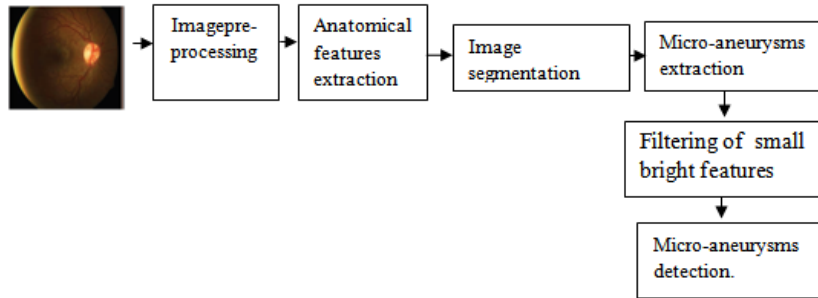 Imagepre-
processing
Anatomical
features
extraction
Image
segmentation
Micro-aneurysms
extraction
Filtering of small
bright features
Micro-aneurysms
detection.